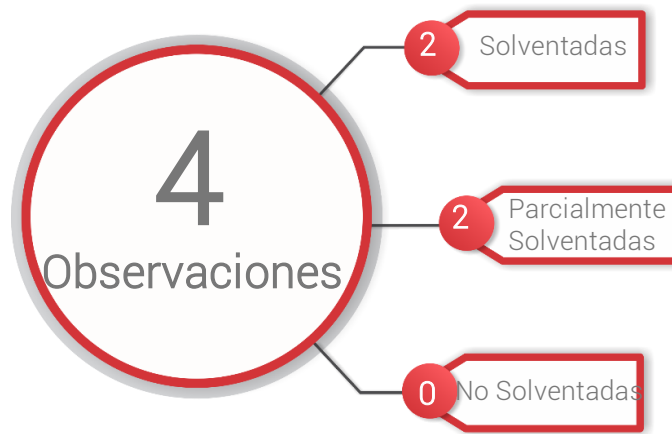 4
Observaciones
2
Solventadas
2
Parcialmente
Solventadas
0
No Solventadas